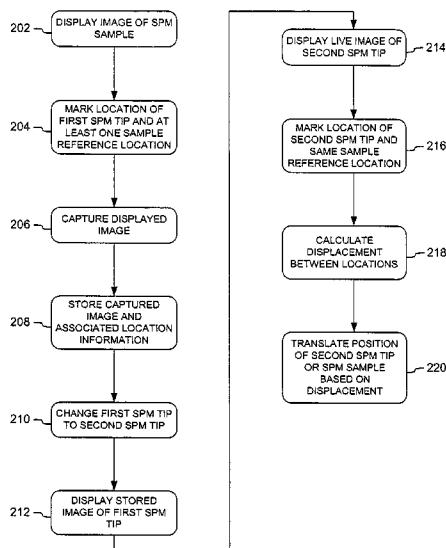 202
DISPLAY IMAGE OF SPM
SAMPLE
204
MARK LOCATION OF
FIRST SPM TIP AND AT
LEAST ONE SAMPLE
REFERENCE LOCATION
206
CAPTURE DISPLAYED
IMAGE
208
STORE CAPTURED
IMAGE AND
ASSOCIATED LOCATION
INFORMATION
210
CHANGE FIRST SPM TIP
TO SECOND SPM TIP
212
DISPLAY STORED
IMAGE OF FIRST SPM
TIP
DISPLAY LIVE IMAGE OF
SECOND SPM TIP
214
MARK LOCATION OF
SECOND SPM TIP AND
SAME SAMPLE
REFERENCE LOCATION
216
CALCULATE
DISPLACEMENT
BETWEEN LOCATIONS
218
TRANSLATE POSITION
OF SECOND SPM TIP
OR SPM SAMPLE
BASED ON
DISPLACEMENT
220